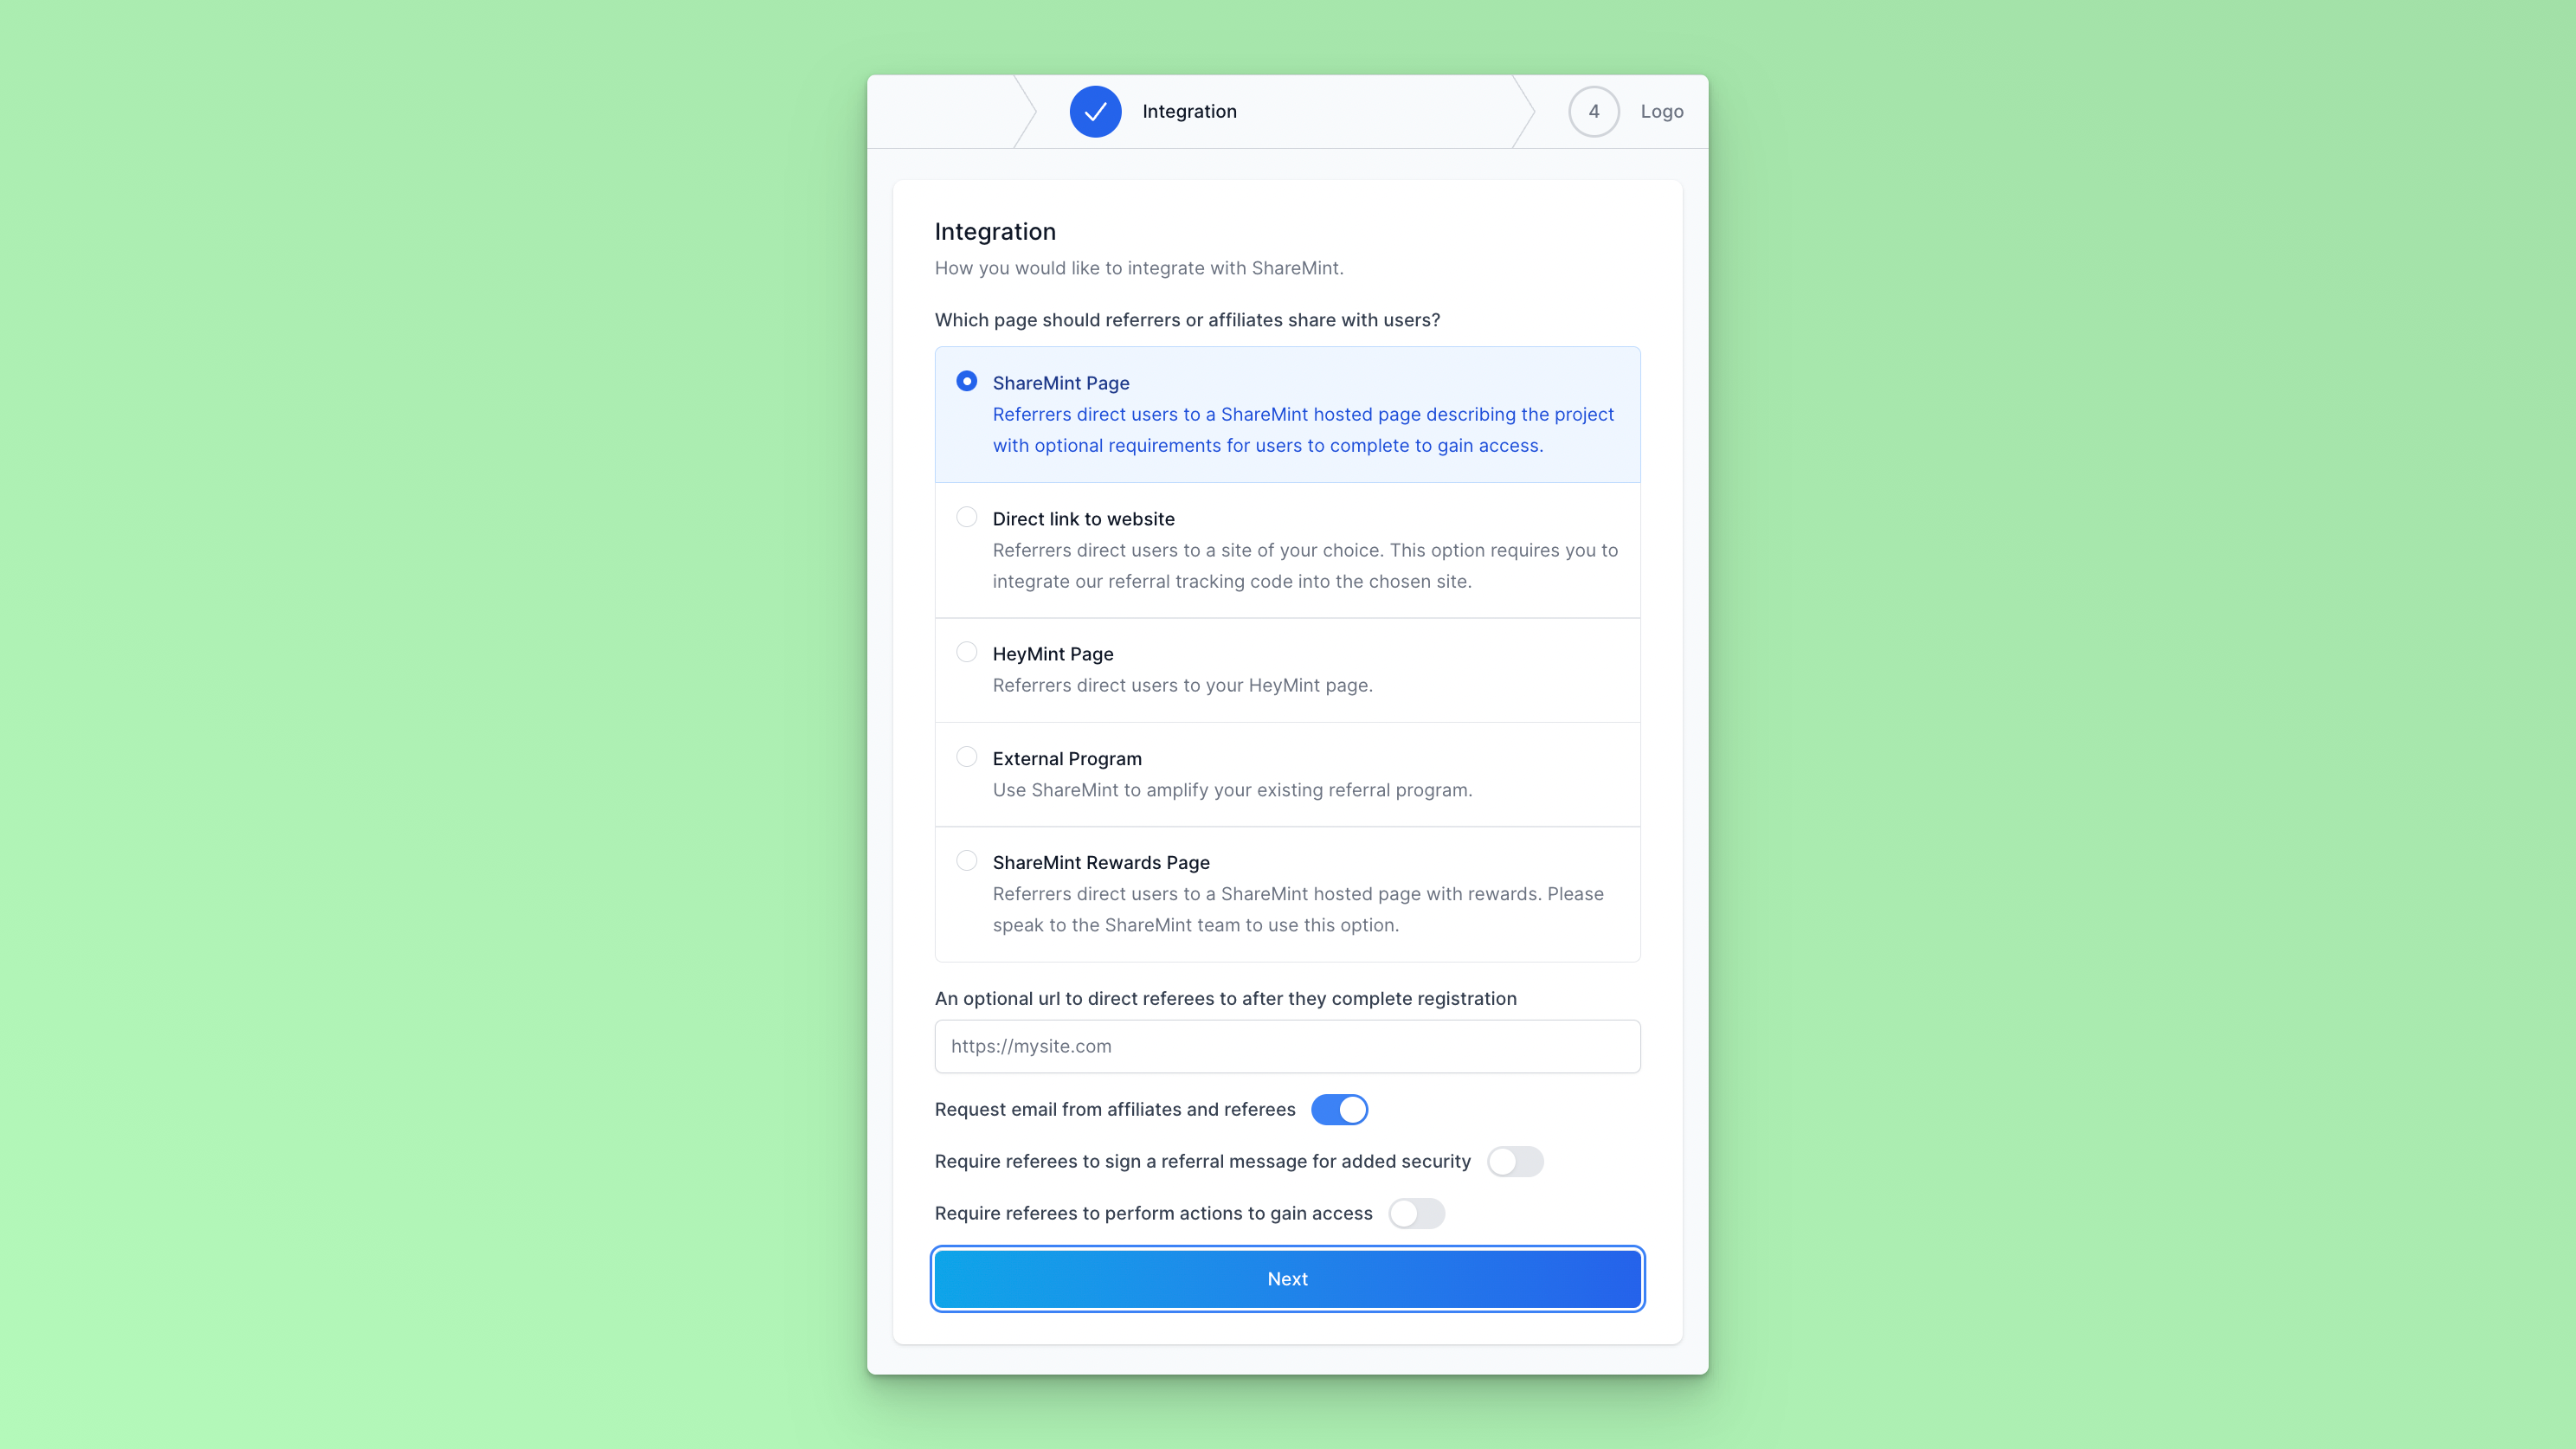 Integration
4
Logo
Integration
How you would like to integrate with ShareMint.
Which page should referrers or affiliates share with users?
ShareMint Page
Referrers direct users to a ShareMint hosted page describing the project
with optional requirements for users to complete to gain access.
Direct link to website
Referrers direct users to a site of your choice. This option requires you to
integrate our referral tracking code into the chosen site.
HeyMint Page
Referrers direct users to your HeyMint page.
External Program
Use ShareMint to amplify your existing referral program.
ShareMint Rewards Page
Referrers direct users to a ShareMint hosted page with rewards. Please
speak to the ShareMint team to use this option.
An optional url to direct referees to after they complete registration
https://mysite.com
Request email from affiliates and referees
Require referees to sign a referral message for added security
Require referees to perform actions to gain access
Next